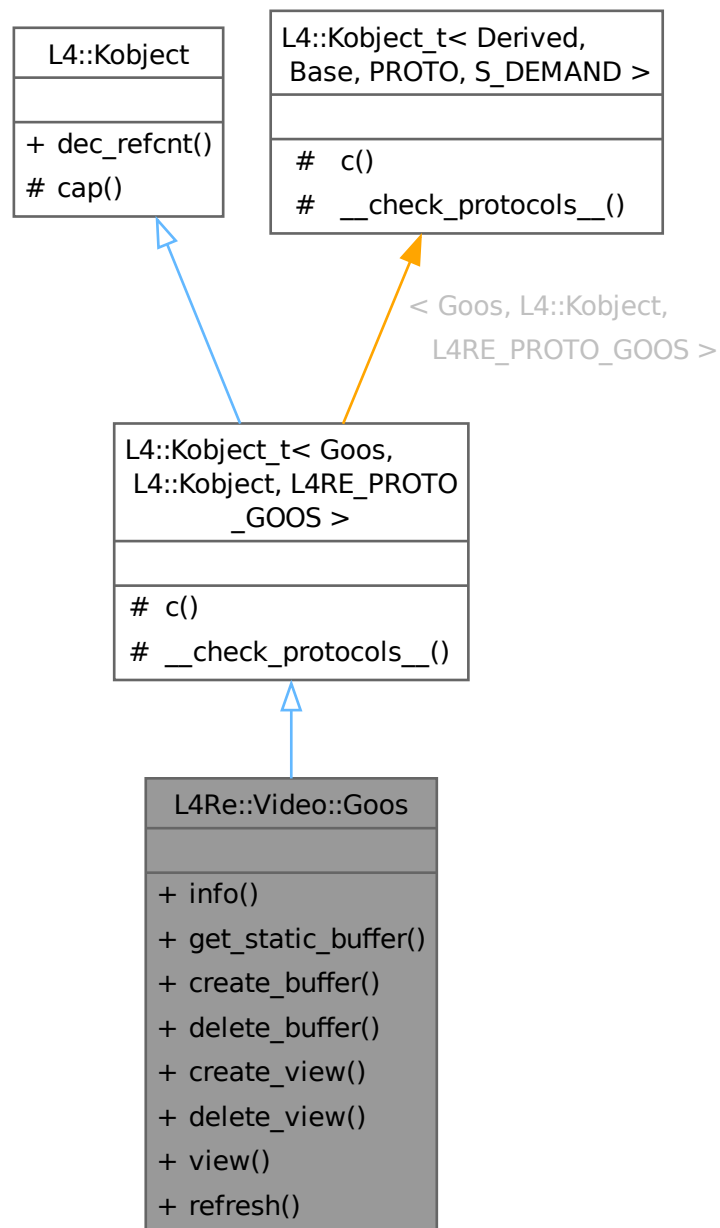 L4::Kobject
+ dec_refcnt()
# cap()
L4::Kobject_t< Derived,
Base, PROTO, S_DEMAND >
# c()
# __check_protocols__()
< Goos, L4::Kobject,
L4RE_PROTO_GOOS >
L4::Kobject_t< Goos,
L4::Kobject, L4RE_PROTO
_GOOS >
# c()
# __check_protocols__()
L4Re::Video::Goos
+ info()
+ get_static_buffer()
+ create_buffer()
+ delete_buffer()
+ create_view()
+ delete_view()
+ view()
+ refresh()